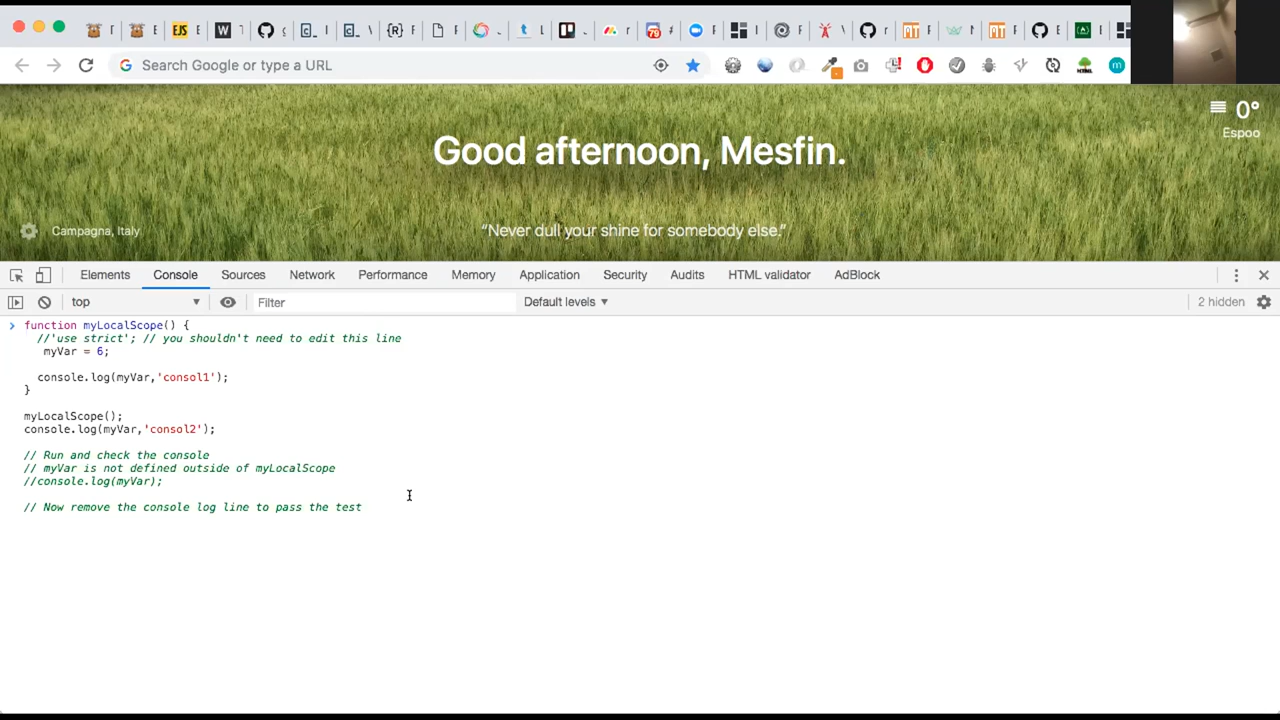 EJS
W
{R}
t
79
AT
AT
Search Google or type a URL
m
0°
Espoo
Good afternoon, Mesfin.
Campagna, Italy
“Never dull your shine for somebody else.”
Elements Console Sources Network Performance Memory Application Security Audits HTML validator AdBlock
top Filter Default levels 2 hidden
function myLocalScope() {
//'use strict'; // you shouldn't need to edit this line
myVar = 6;
console.log(myVar,'consol1');
}
myLocalScope();
console.log(myVar,'consol2');
// Run and check the console
// myVar is not defined outside of myLocalScope
//console.log(myVar);
// Now remove the console log line to pass the test